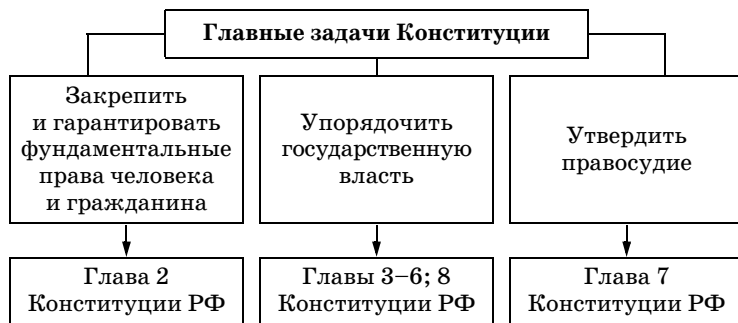 Главные задачи Конституции
Закрепить
и гарантировать
фундаментальные
права человека
и гражданина
Упорядочить
государственную
власть
Утвердить
правосудие
Глава 2
Конституции РФ
Главы 3–6; 8
Конституции РФ
Глава 7
Конституции РФ